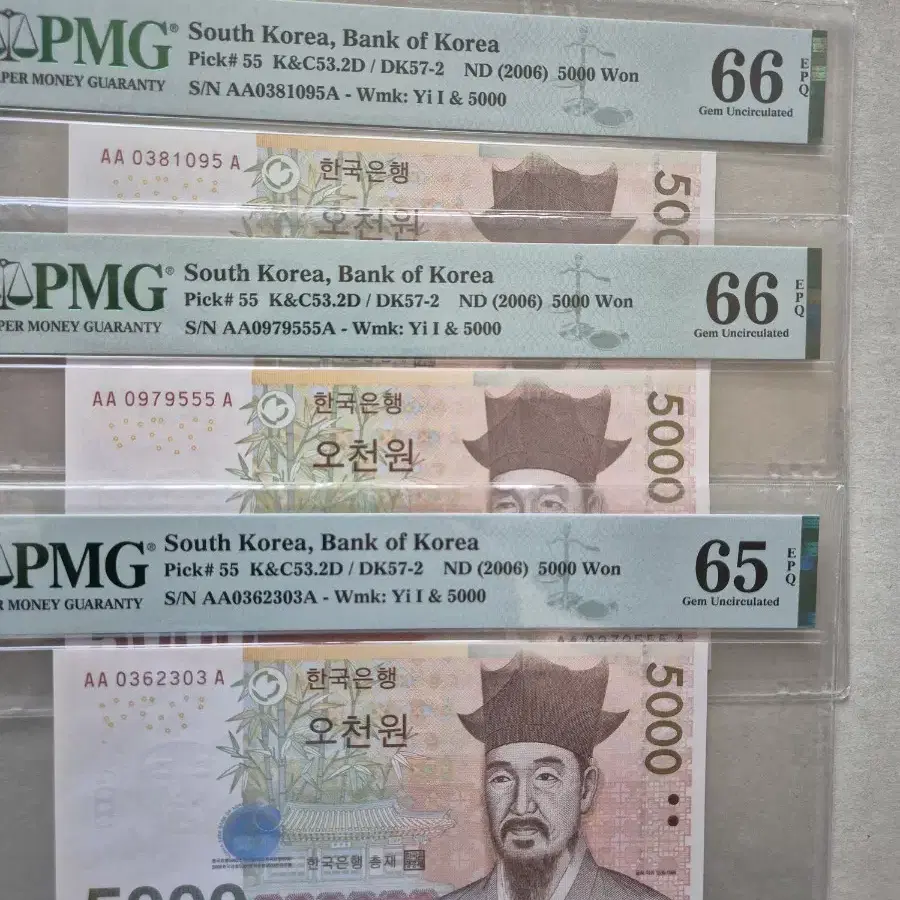 PMG®
PER MONEY GUARANTY
South Korea, Bank of Korea
Pick# 55 K&C53.2D / DK57-2 ND (2006) 5000 Won
S/N AA0381095A - Wmk: Yi I & 5000
66
EPQ
Gem Uncirculated
AA 0381095 A
한국은행
오천원
500
PMG®
PER MONEY GUARANTY
South Korea, Bank of Korea
Pick# 55 K&C53.2D / DK57-2 ND (2006) 5000 Won
S/N AA0979555A - Wmk: Yi I & 5000
66
EPQ
Gem Uncirculated
AA 0979555 A
한국은행
오천원
5000
PMG®
R MONEY GUARANTY
South Korea, Bank of Korea
Pick# 55 K&C53.2D / DK57-2 ND (2006) 5000 Won
S/N AA0362303A - Wmk: Yi I & 5000
65
EPQ
Gem Uncirculated
5000
AA 0979555 A
AA 0362303 A
한국은행
오천원
5000
한국은행 총재
5000